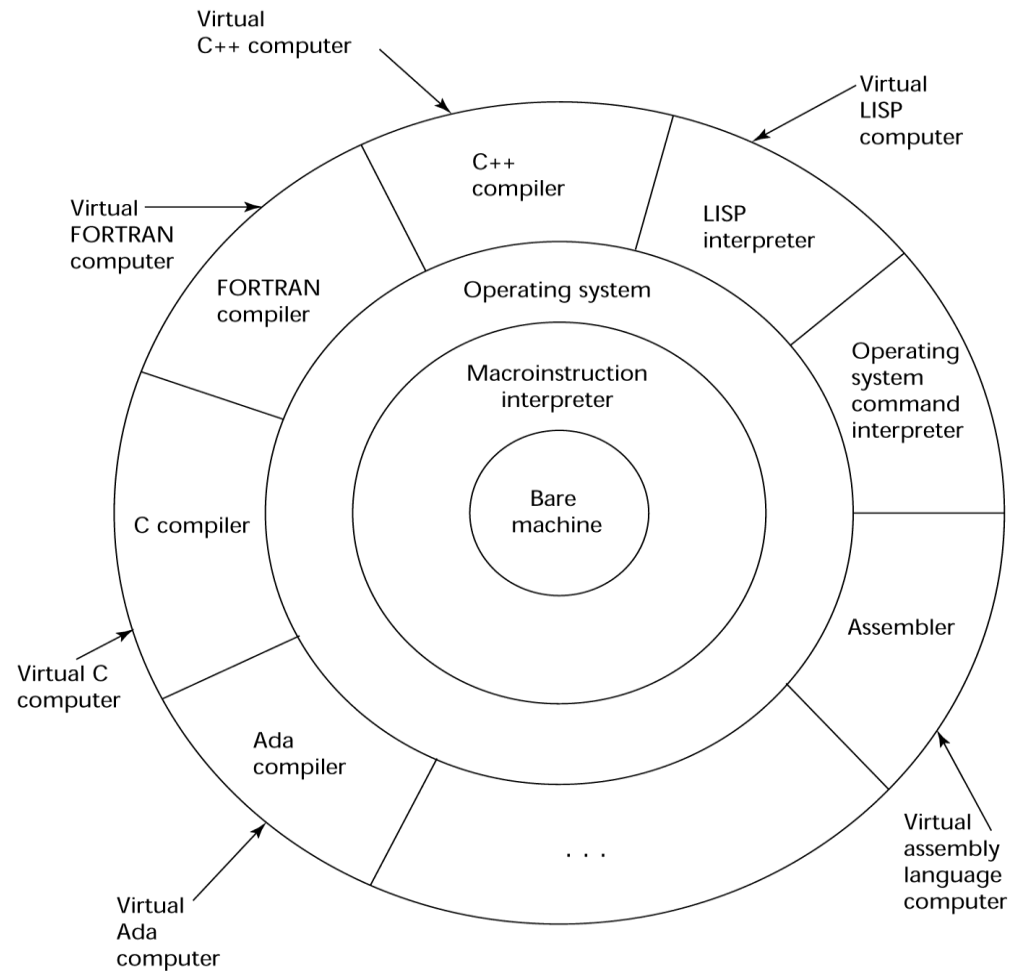 Virtual
C++ computer
Virtual
LISP
computer
C++
compiler
Virtual
FORTRAN
computer
LISP
interpreter
FORTRAN
compiler
Operating system
Operating
system
command
interpreter
Macroinstruction
interpreter
Bare
machine
C compiler
Assembler
Virtual C
computer
Ada
compiler
. . .
Virtual
assembly
language
computer
Virtual
Ada
computer